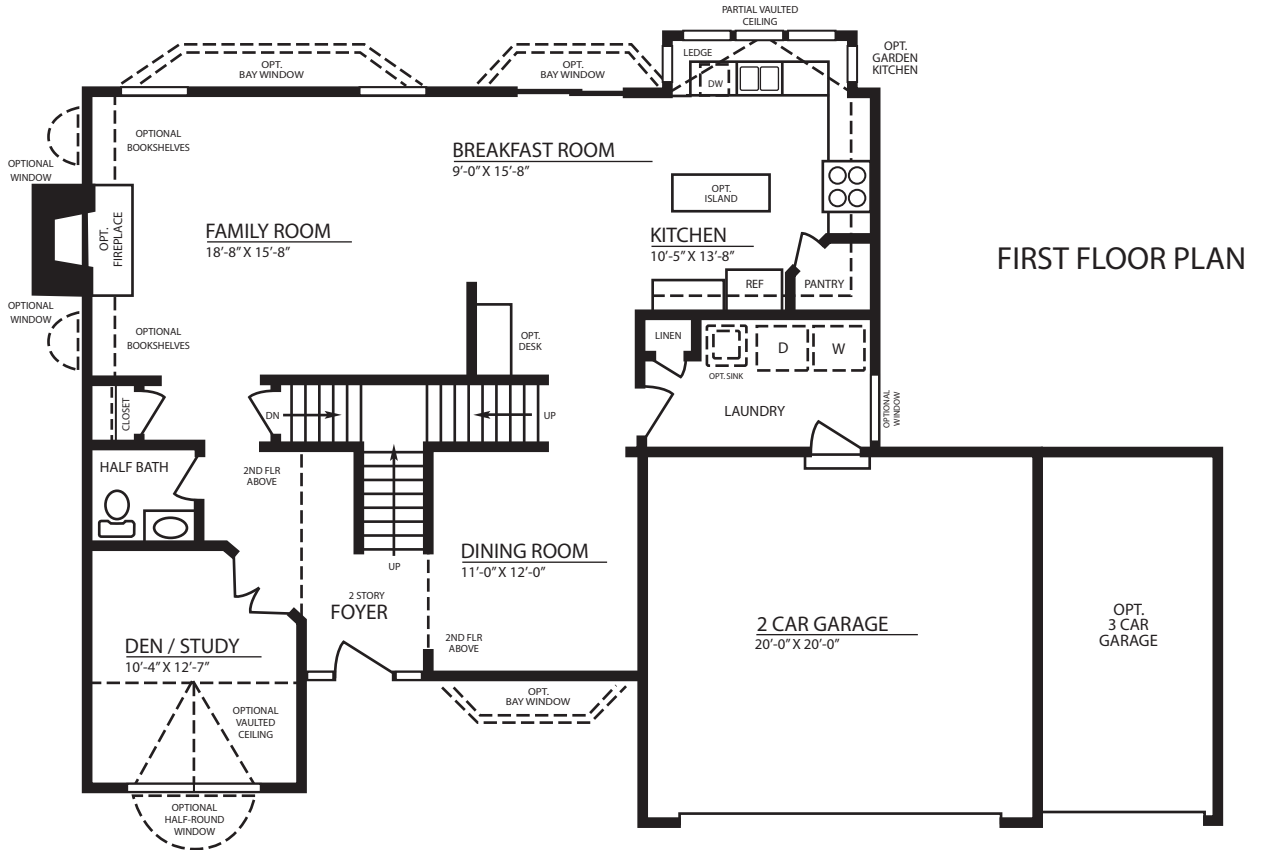 PARTIAL VAULTED
CEILING
LEDGE
OPT.
GARDEN
KITCHEN
OPT.
BAY WINDOW
OPT.
BAY WINDOW
DW
OPTIONAL
BOOKSHELVES
OPTIONAL
WINDOW
BREAKFAST ROOM
9'-0" X 15'-8"
OPT.
ISLAND
OPT.
FIREPLACE
FAMILY ROOM
18'-8" X 15'-8"
KITCHEN
10'-5" X 13'-8"
FIRST FLOOR PLAN
REF
PANTRY
OPTIONAL
WINDOW
OPTIONAL
BOOKSHELVES
OPT.
DESK
LINEN
OPT. SINK
D
W
CLOSET
DN
UP
LAUNDRY
OPTIONAL
WINDOW
HALF BATH
2ND FLR
ABOVE
UP
DINING ROOM
11'-0" X 12'-0"
2 STORY
FOYER
2ND FLR
ABOVE
DEN / STUDY
10'-4" X 12'-7"
2 CAR GARAGE
20'-0" X 20'-0"
OPT.
3 CAR
GARAGE
OPT.
BAY WINDOW
OPTIONAL
VAULTED
CEILING
OPTIONAL
HALF-ROUND
WINDOW